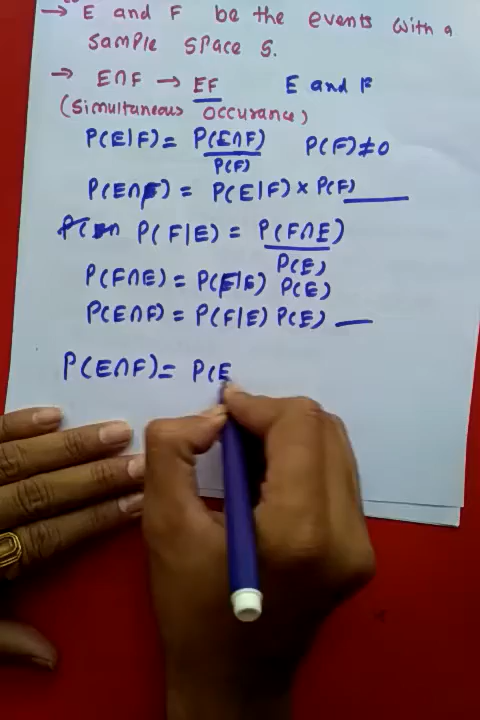 → E and F be the events with a
sample space S.
→ E∩F → EF E and F
(simultaneous occurance)
P(E|F) = P(E∩F)/P(F) P(F)≠0
P(E∩F) = P(E|F) × P(F)
P(F|E) = P(F∩E)/P(E)
P(F∩E) = P(F|E) P(E)
P(E∩F) = P(F|E) P(E)
P(E∩F) = P(E